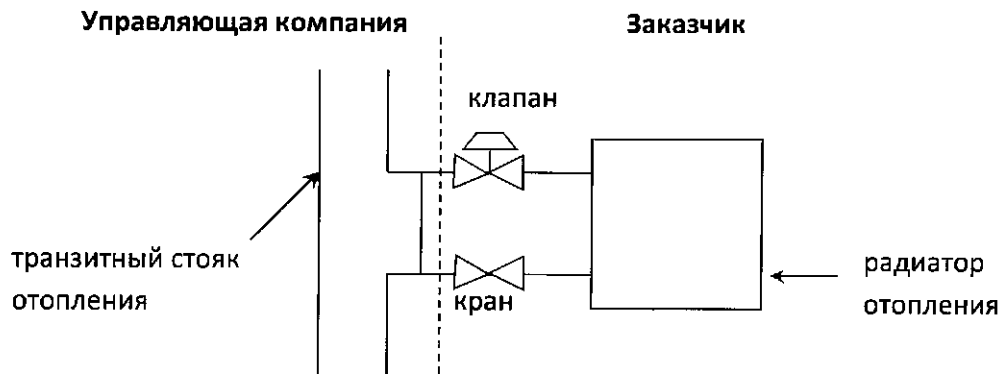 Управляющая компания
Заказчик
клапан
транзитный стояк
отопления
кран
радиатор
отопления